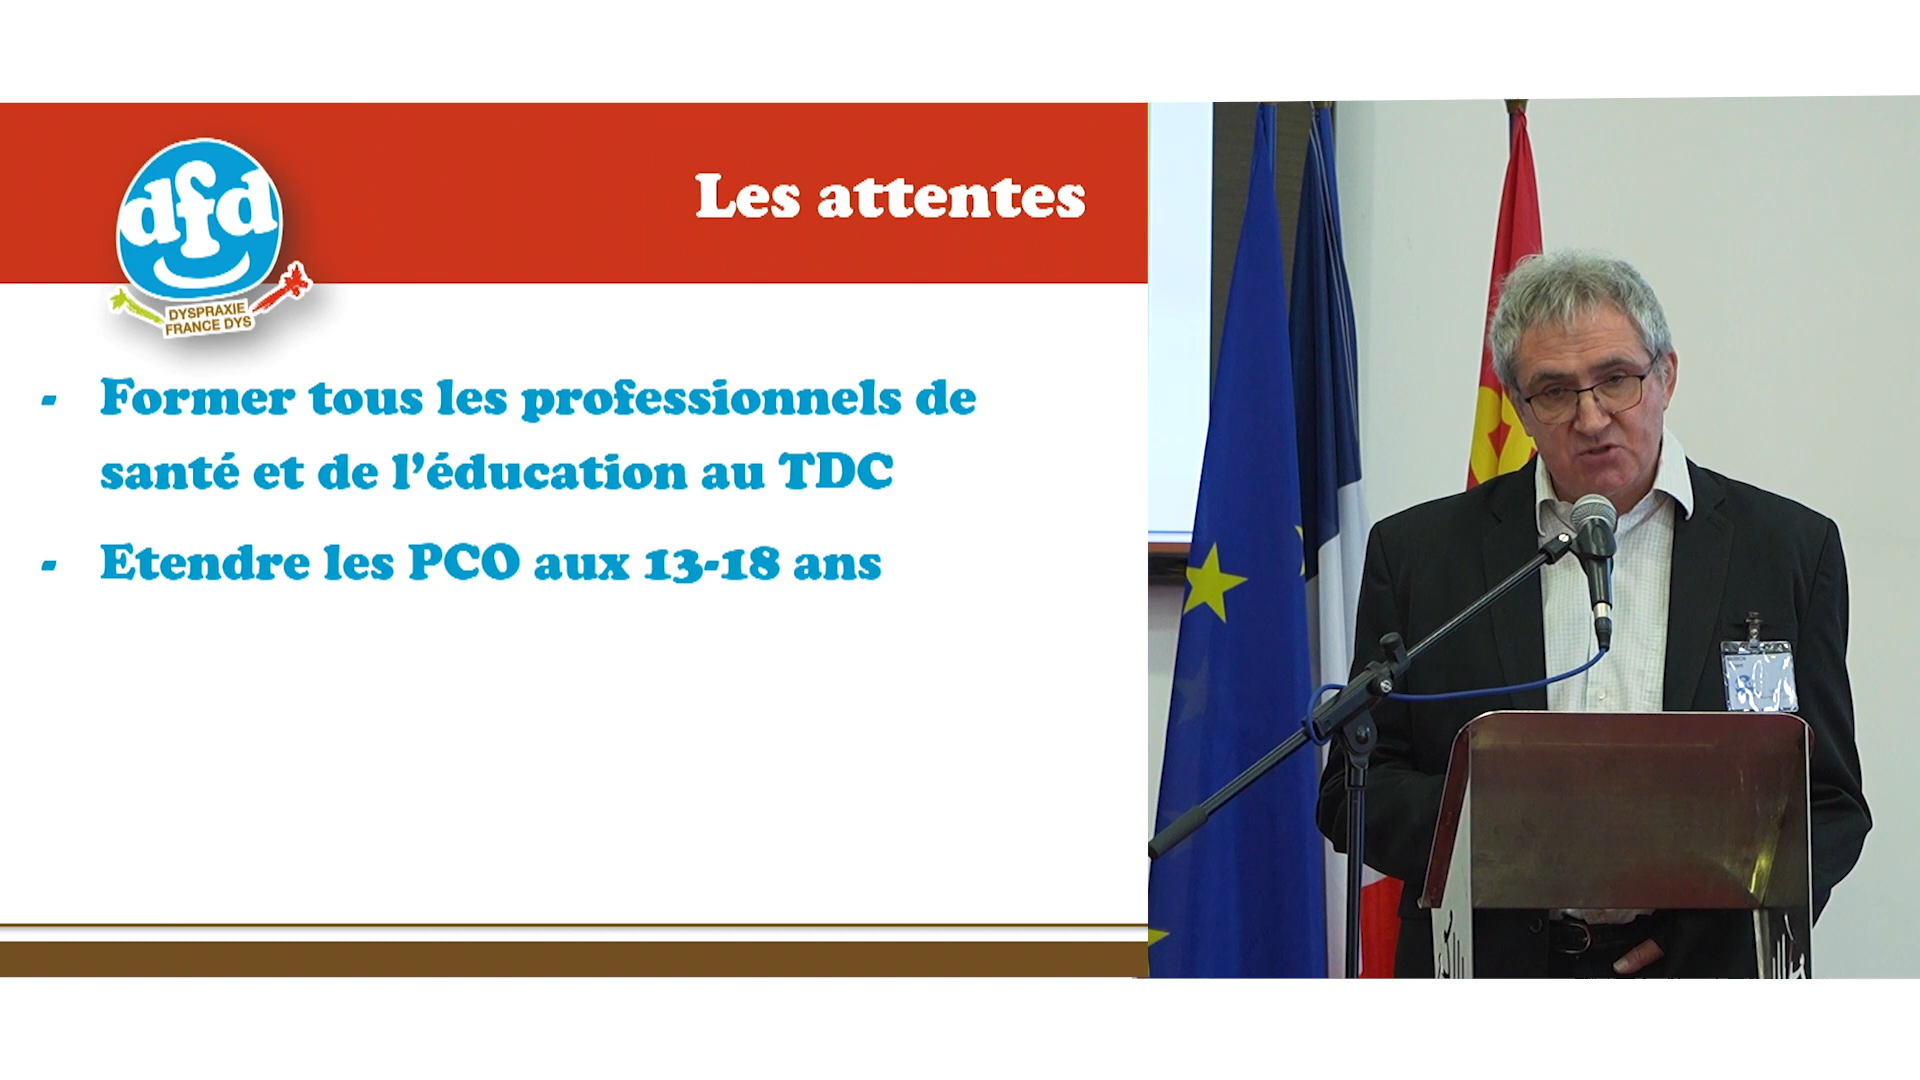 Les attentes
dfd
DYSPRAXIE
FRANCE DYS
- Former tous les professionnels de
santé et de l’éducation au TDC
- Etendre les PCO aux 13-18 ans